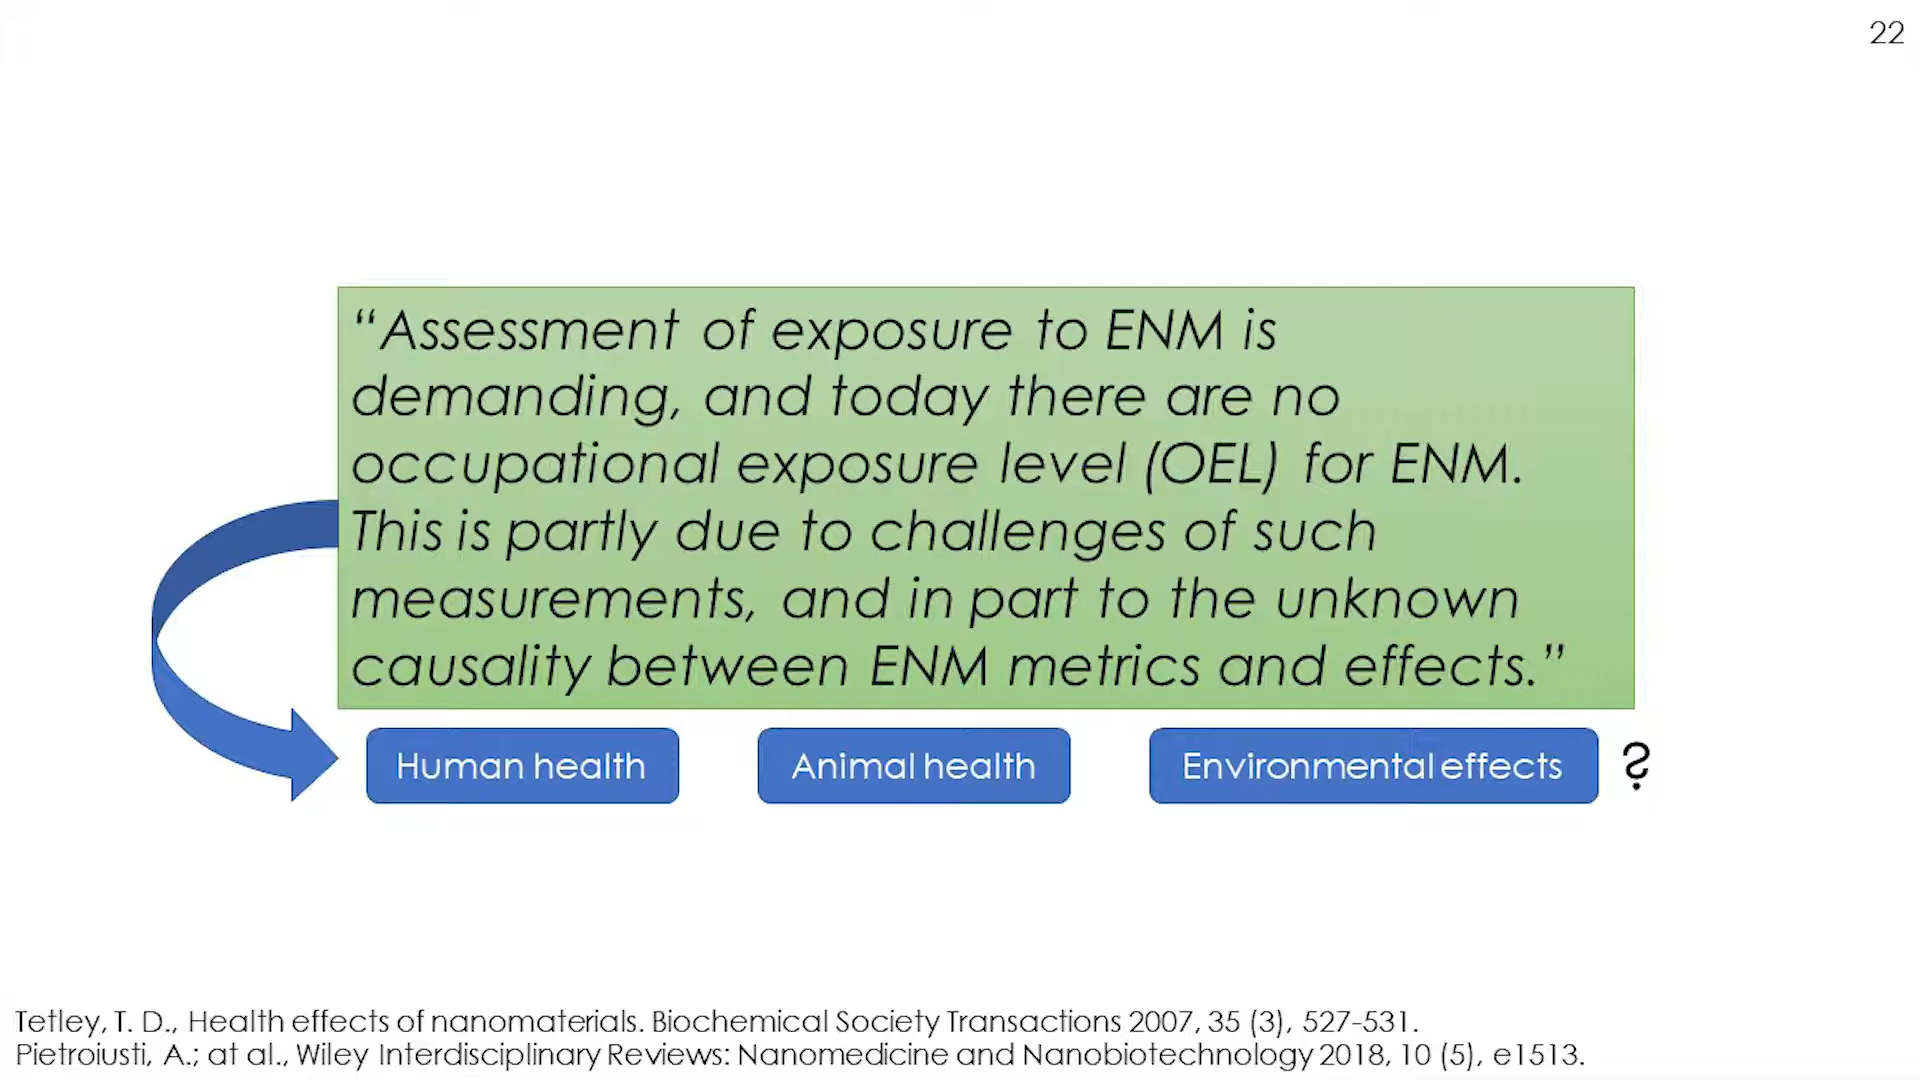 22
“Assessment of exposure to ENM is
demanding, and today there are no
occupational exposure level (OEL) for ENM.
This is partly due to challenges of such
measurements, and in part to the unknown
causality between ENM metrics and effects.”
Human health
Animal health
Environmental effects
?
Tetley, T. D., Health effects of nanomaterials. Biochemical Society Transactions 2007, 35 (3), 527-531.
Pietroiusti, A.; at al., Wiley Interdisciplinary Reviews: Nanomedicine and Nanobiotechnology 2018, 10 (5), e1513.